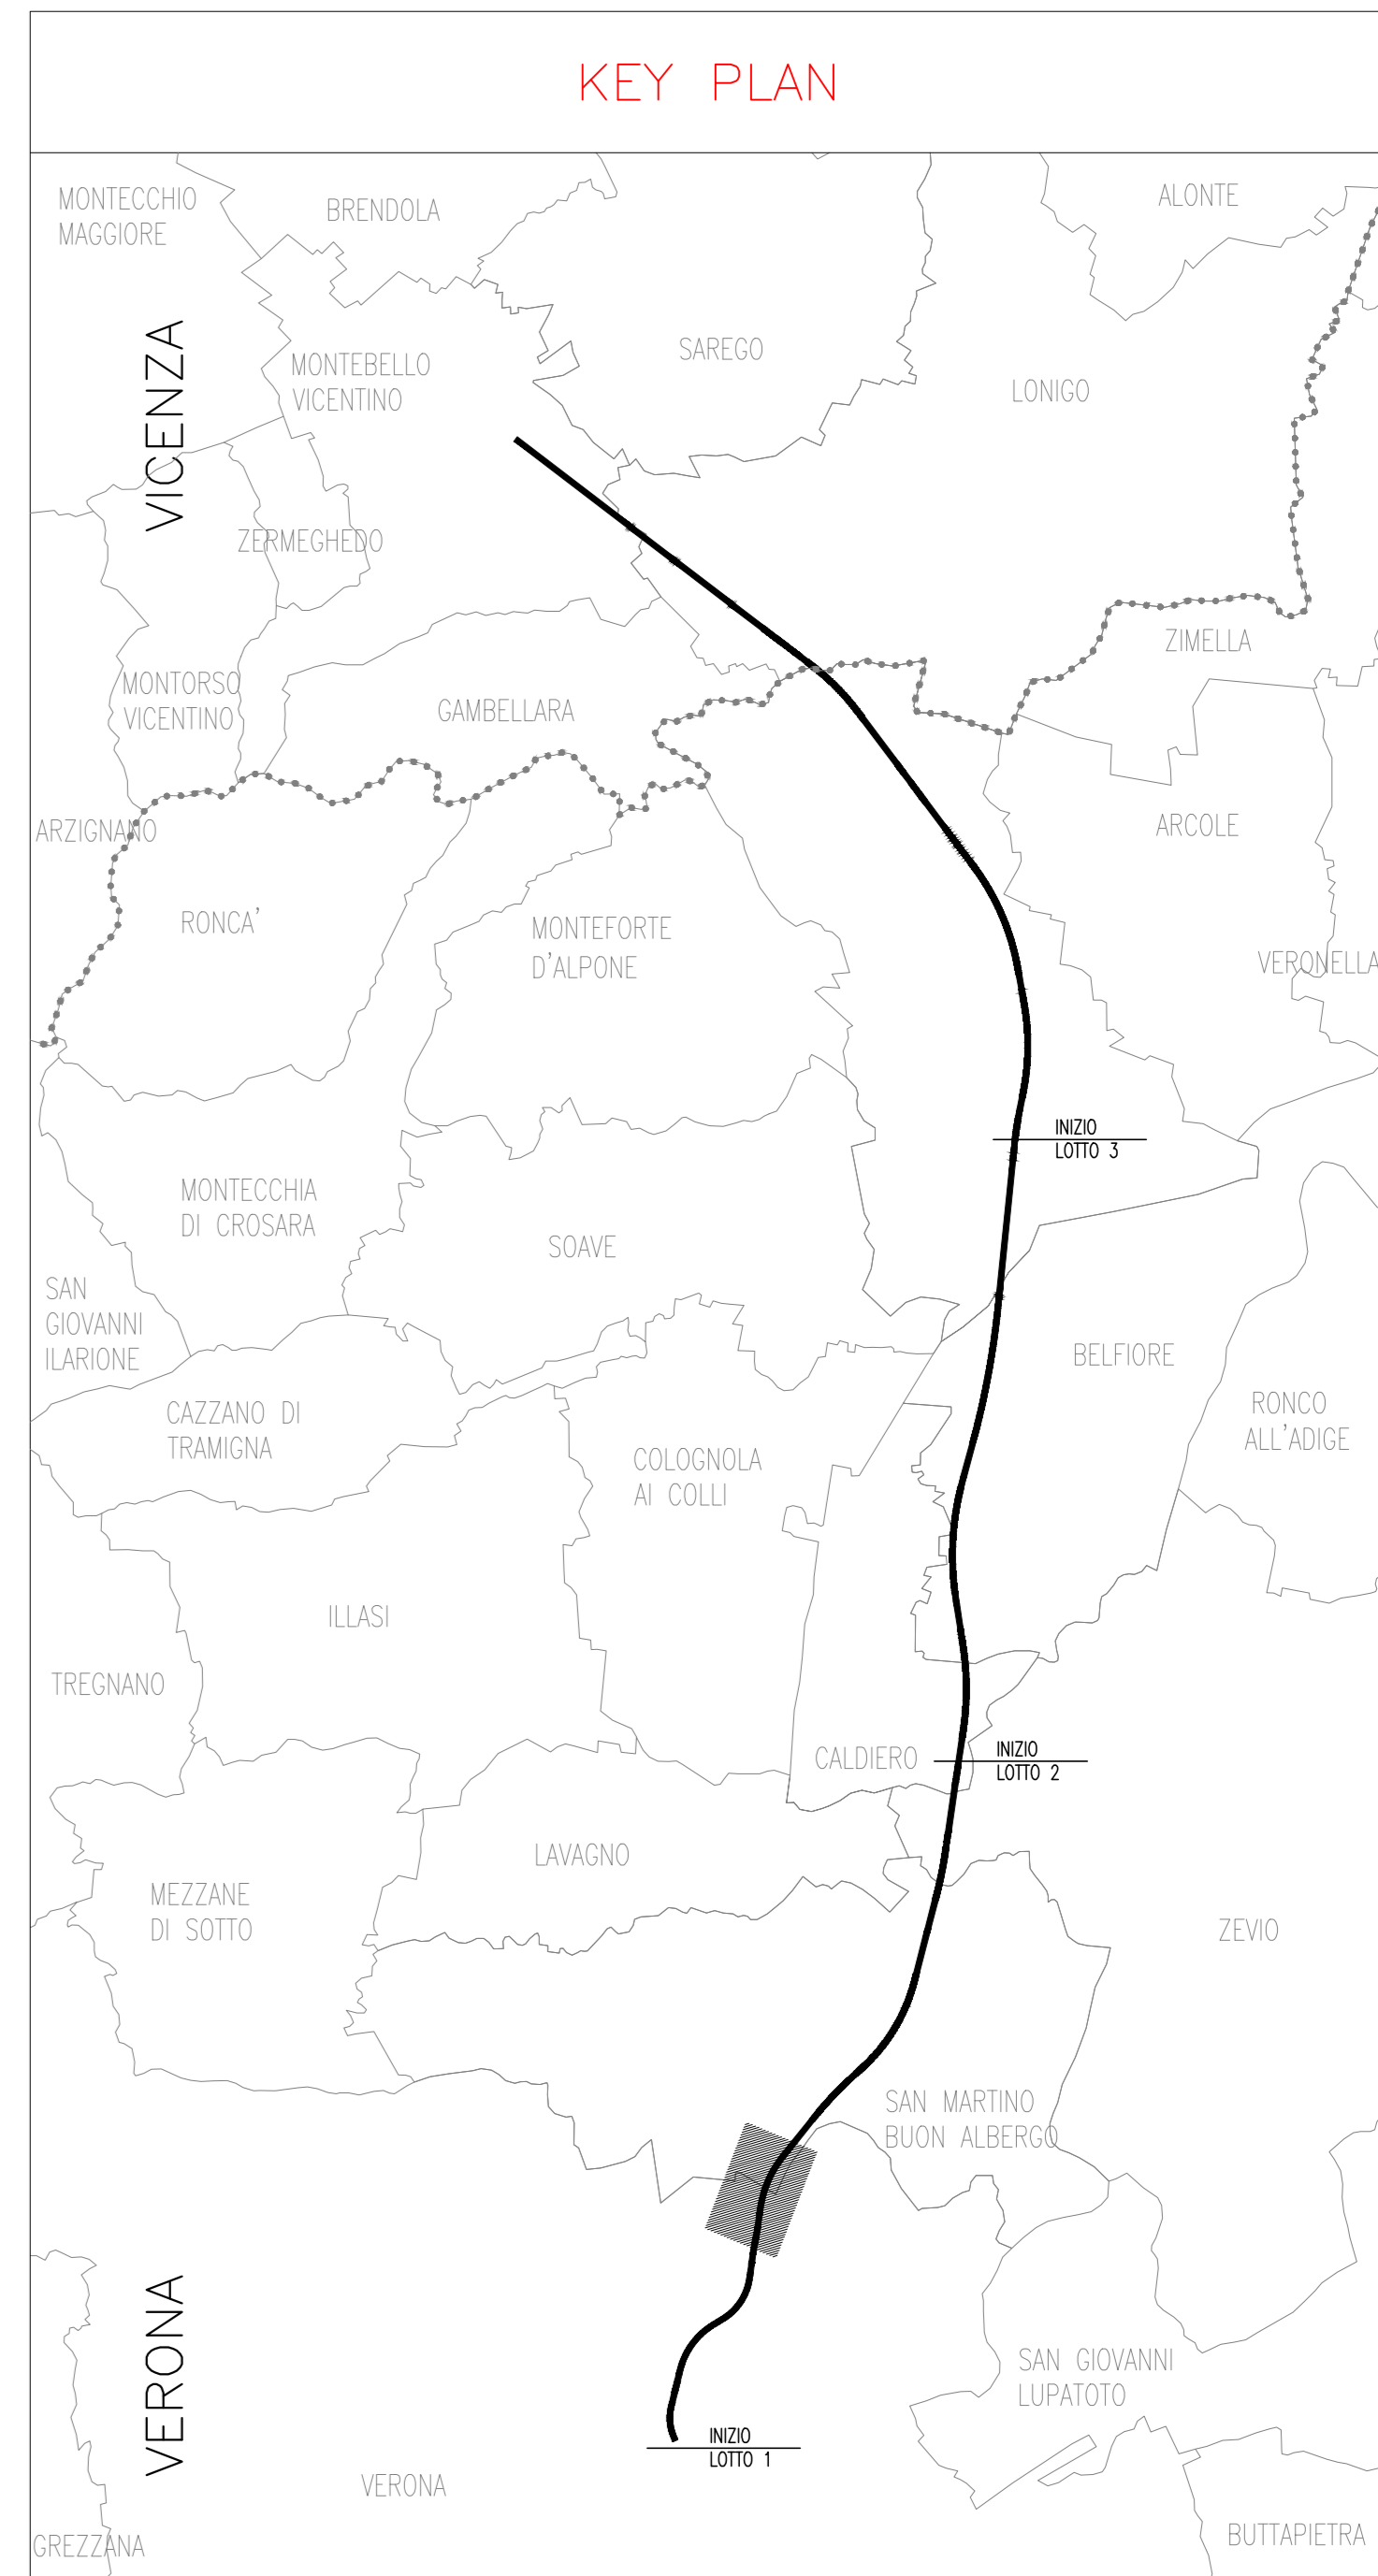 KEY PLAN
MONTECCHIO
MAGGIORE
BRENDOLA
ALONTE
VICENZA
MONTEBELLO
VICENTINO
SAREGO
LONIGO
ZERMEGHEDO
ZIMELLA
MONTORSO
VICENTINO
GAMBELLARA
ARZIGNANO
ARCOLE
RONCA'
MONTEFORTE
D'ALPONE
VERONELLA
INIZIO
LOTTO 3
MONTECCHIA
DI CROSARA
SOAVE
SAN
GIOVANNI
ILARIONE
BELFIORE
CAZZANO DI
TRAMIGNA
RONCO
ALL'ADIGE
COLOGNOLA
AI COLLI
ILLASI
TREGNANO
CALDIERO
INIZIO
LOTTO 2
LAVAGNO
MEZZANE
DI SOTTO
ZEVIO
SAN MARTINO
BUON ALBERGO
VERONA
SAN GIOVANNI
LUPATOTO
INIZIO
LOTTO 1
VERONA
GREZZANA
BUTTAPIETRA